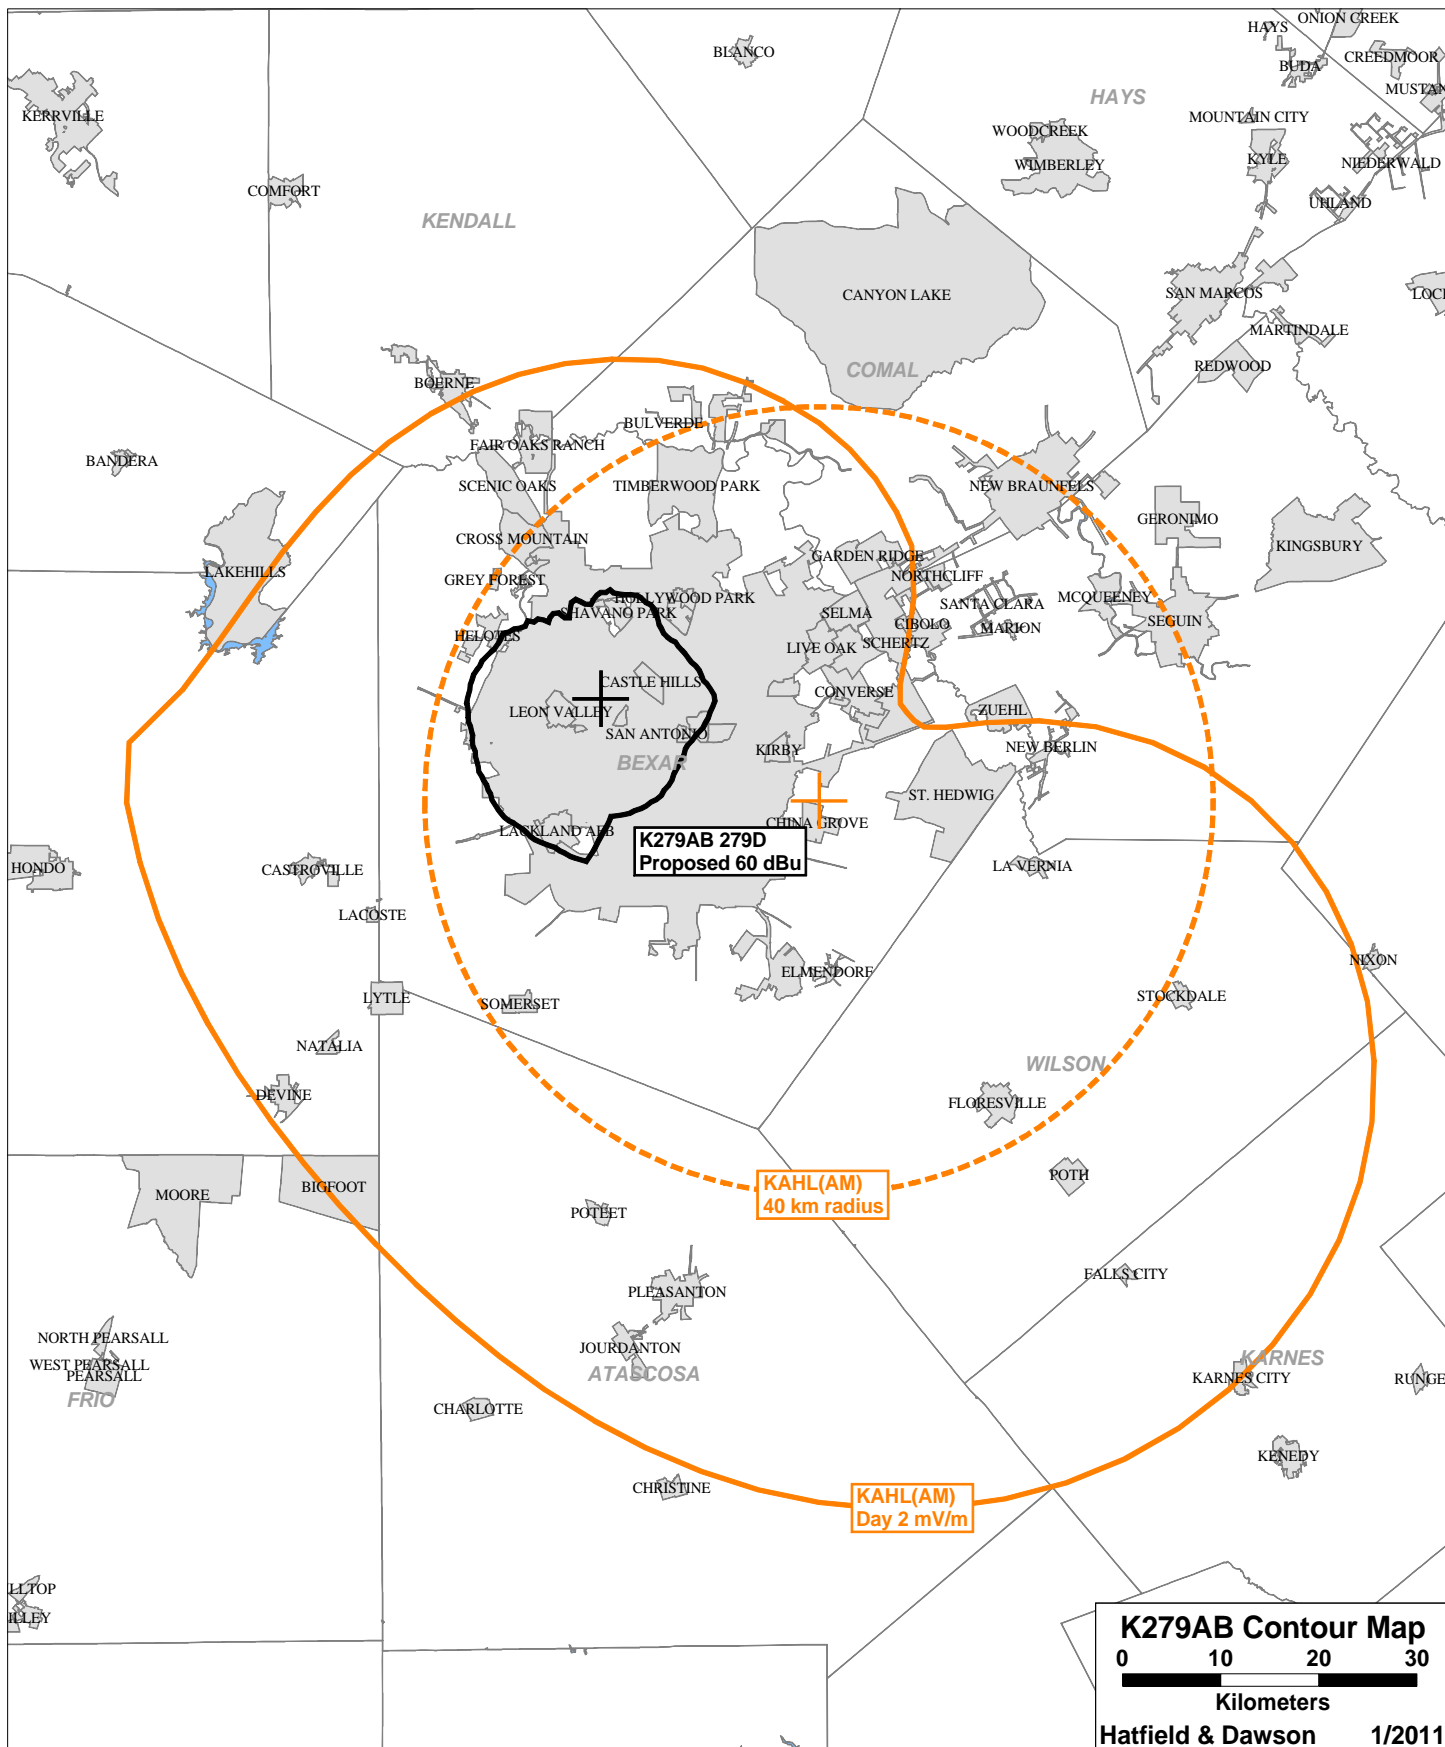 ONION CREEK
HAYS
BLANCO
CREEDMOOR
BUDA
MUSTAN
HAYS
KERRVILLE
MOUNTAIN CITY
WOODCREEK
WIMBERLEY
KYLE
NIEDERWALD
COMFORT
UHLAND
KENDALL
CANYON LAKE
SAN MARCOS
LOC
MARTINDALE
REDWOOD
COMAL
BOERNE
BULVERDE
FAIR OAKS RANCH
BANDERA
SCENIC OAKS
TIMBERWOOD PARK
NEW BRAUNFELS
GERONIMO
CROSS MOUNTAIN
KINGSBURY
GARDEN RIDGE
LAKEHILLS
GREY FOREST
NORTHCLIFF
HOLLYWOOD PARK
SANTA CLARA
MCQUEENEY
SHAVANO PARK
SELMA
CIBOLO
SEGUIN
MARION
HELOTES
LIVE OAK
SCHERTZ
CASTLE HILLS
CONVERSE
LEON VALLEY
ZUEHL
SAN ANTONIO
KIRBY
NEW BERLIN
BEXAR
ST. HEDWIG
CHINA GROVE
LACKLAND AFB
K279AB 279D
Proposed 60 dBu
HONDO
CASTROVILLE
LA VERNIA
LACOSTE
NIXON
ELMENDORF
LYTLE
SOMERSET
STOCKDALE
NATALIA
WILSON
DEVINE
FLORESVILLE
POTH
KAHL(AM)
40 km radius
MOORE
BIGFOOT
POTEET
FALLS CITY
PLEASANTON
NORTH PEARSALL
JOURDANTON
WEST PEARSALL
PEARSALL
KARNES
ATASCOSA
KARNES CITY
RUNGE
FRIO
CHARLOTTE
KENEDY
CHRISTINE
KAHL(AM)
Day 2 mV/m
LLTOP
ILLEY
K279AB Contour Map
0 10 20 30
Kilometers
Hatfield & Dawson 1/2011